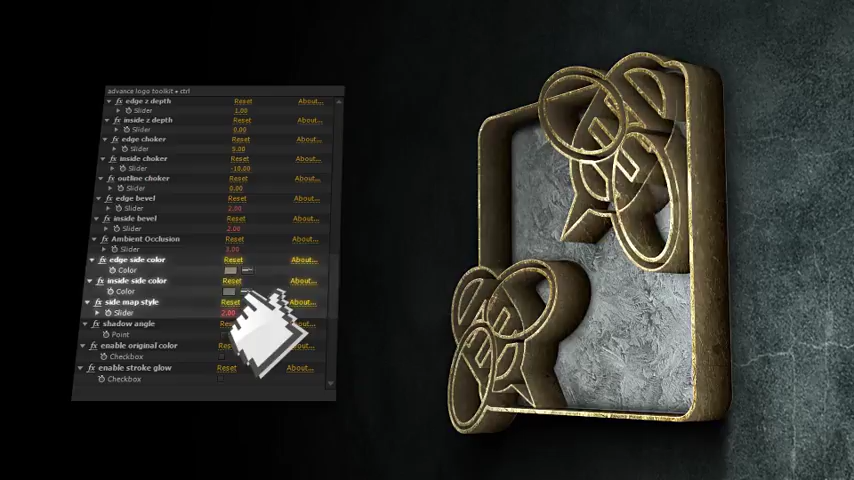 advance logo toolkit • ctrl
fx edge z depth Reset About...
Slider 1.00
fx inside z depth Reset About...
Slider 0.00
fx edge choker Reset About...
Slider 9.00
fx inside choker Reset About...
Slider -10.00
fx outline choker Reset About...
Slider 0.00
fx edge bevel Reset About...
Slider 2.00
fx inside bevel Reset About...
Slider 2.00
fx Ambient Occlusion Reset About...
Slider 3.00
fx edge side color Reset About...
Color
fx inside side color Reset About...
Color
fx side map style Reset About...
Slider 2.00
fx shadow angle About...
Point
fx enable original color About...
Checkbox
fx enable stroke glow Reset About...
Checkbox